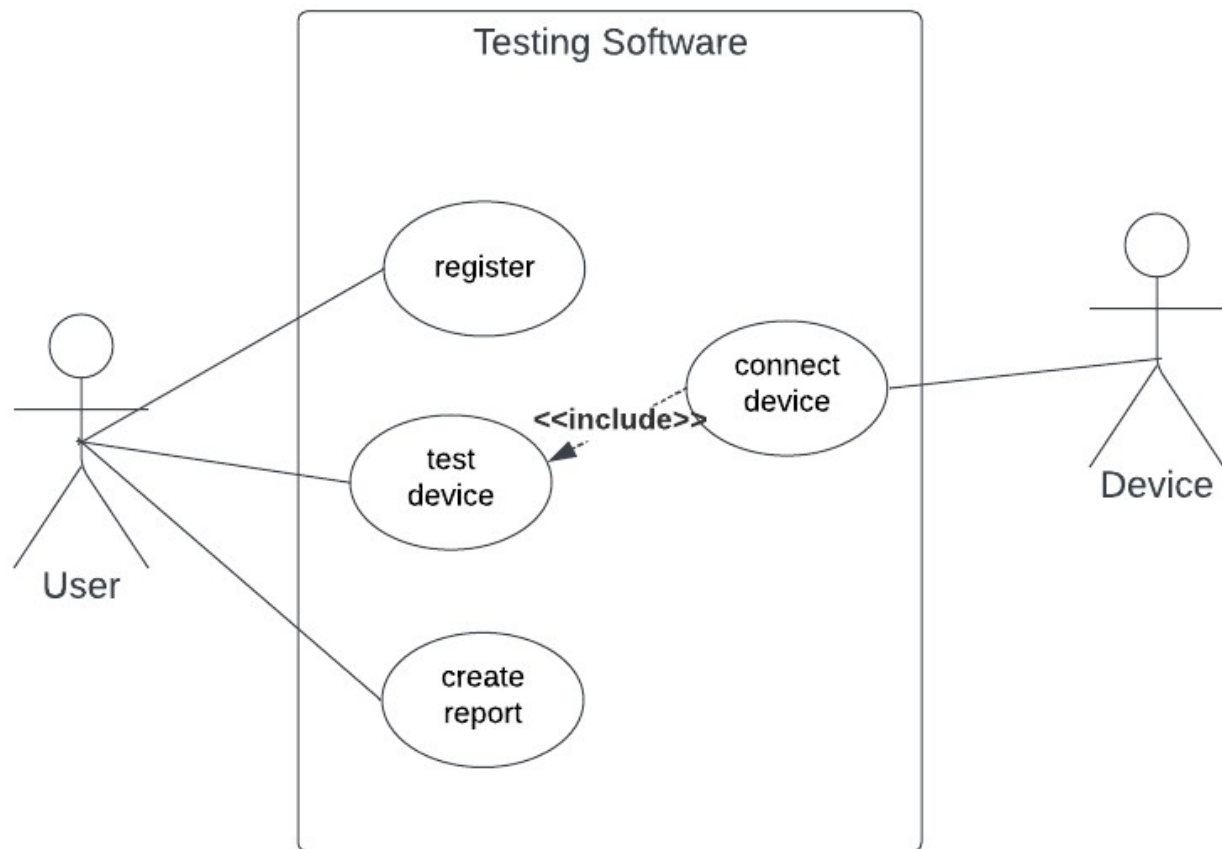 Testing Software
register
connect
device
<<include>>
test
device
User
Device
create
report